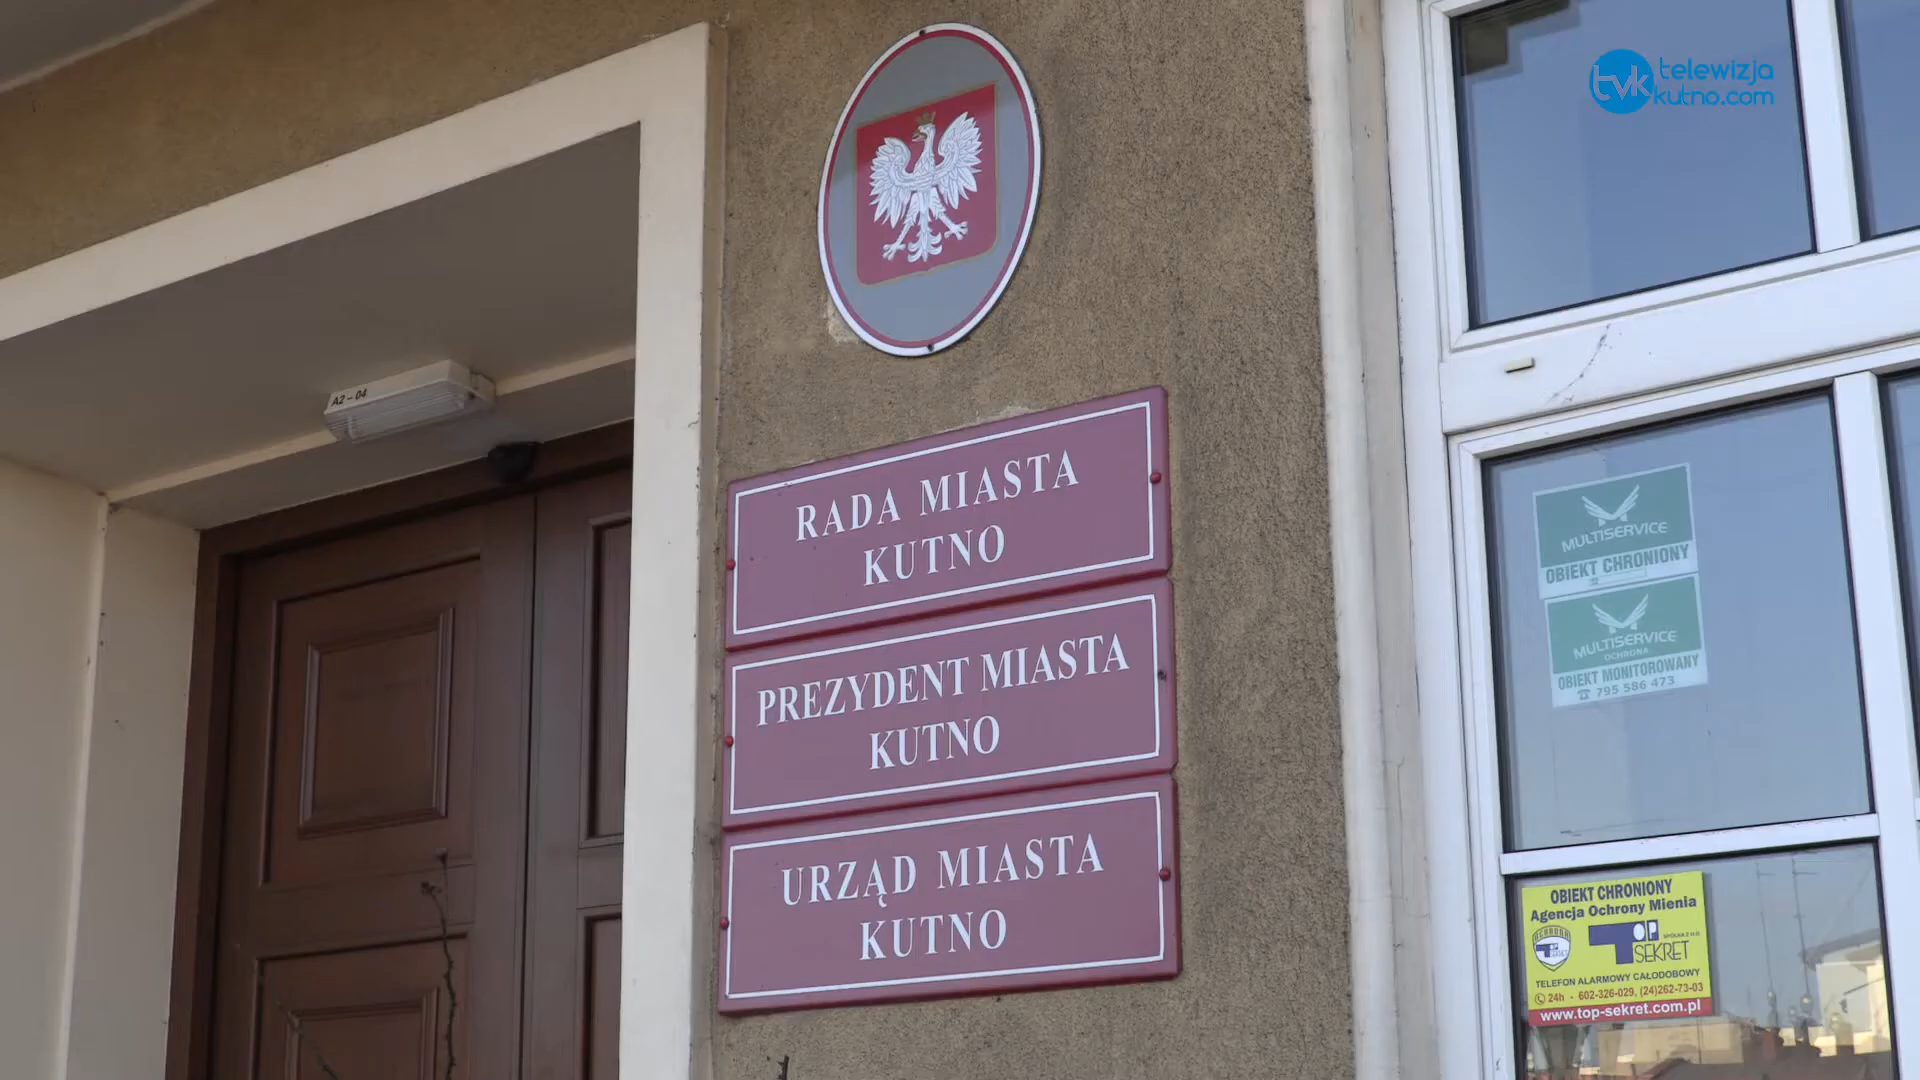 tvk telewizja
kutno.com
A2-04
RADA MIASTA
KUTNO
PREZYDENT MIASTA
KUTNO
URZĄD MIASTA
KUTNO
MULTISERVICE
OBIEKT CHRONIONY
MULTISERVICE
OCHRONA
OBIEKT MONITOROWANY
795 586 473
OBIEKT CHRONIONY
Agencja Ochrony Mienia
TOP
SEKRET
TELEFON ALARMOWY CAŁODOBOWY
24h - 602-326-029, (24)262-73-03
www.top-sekret.com.pl